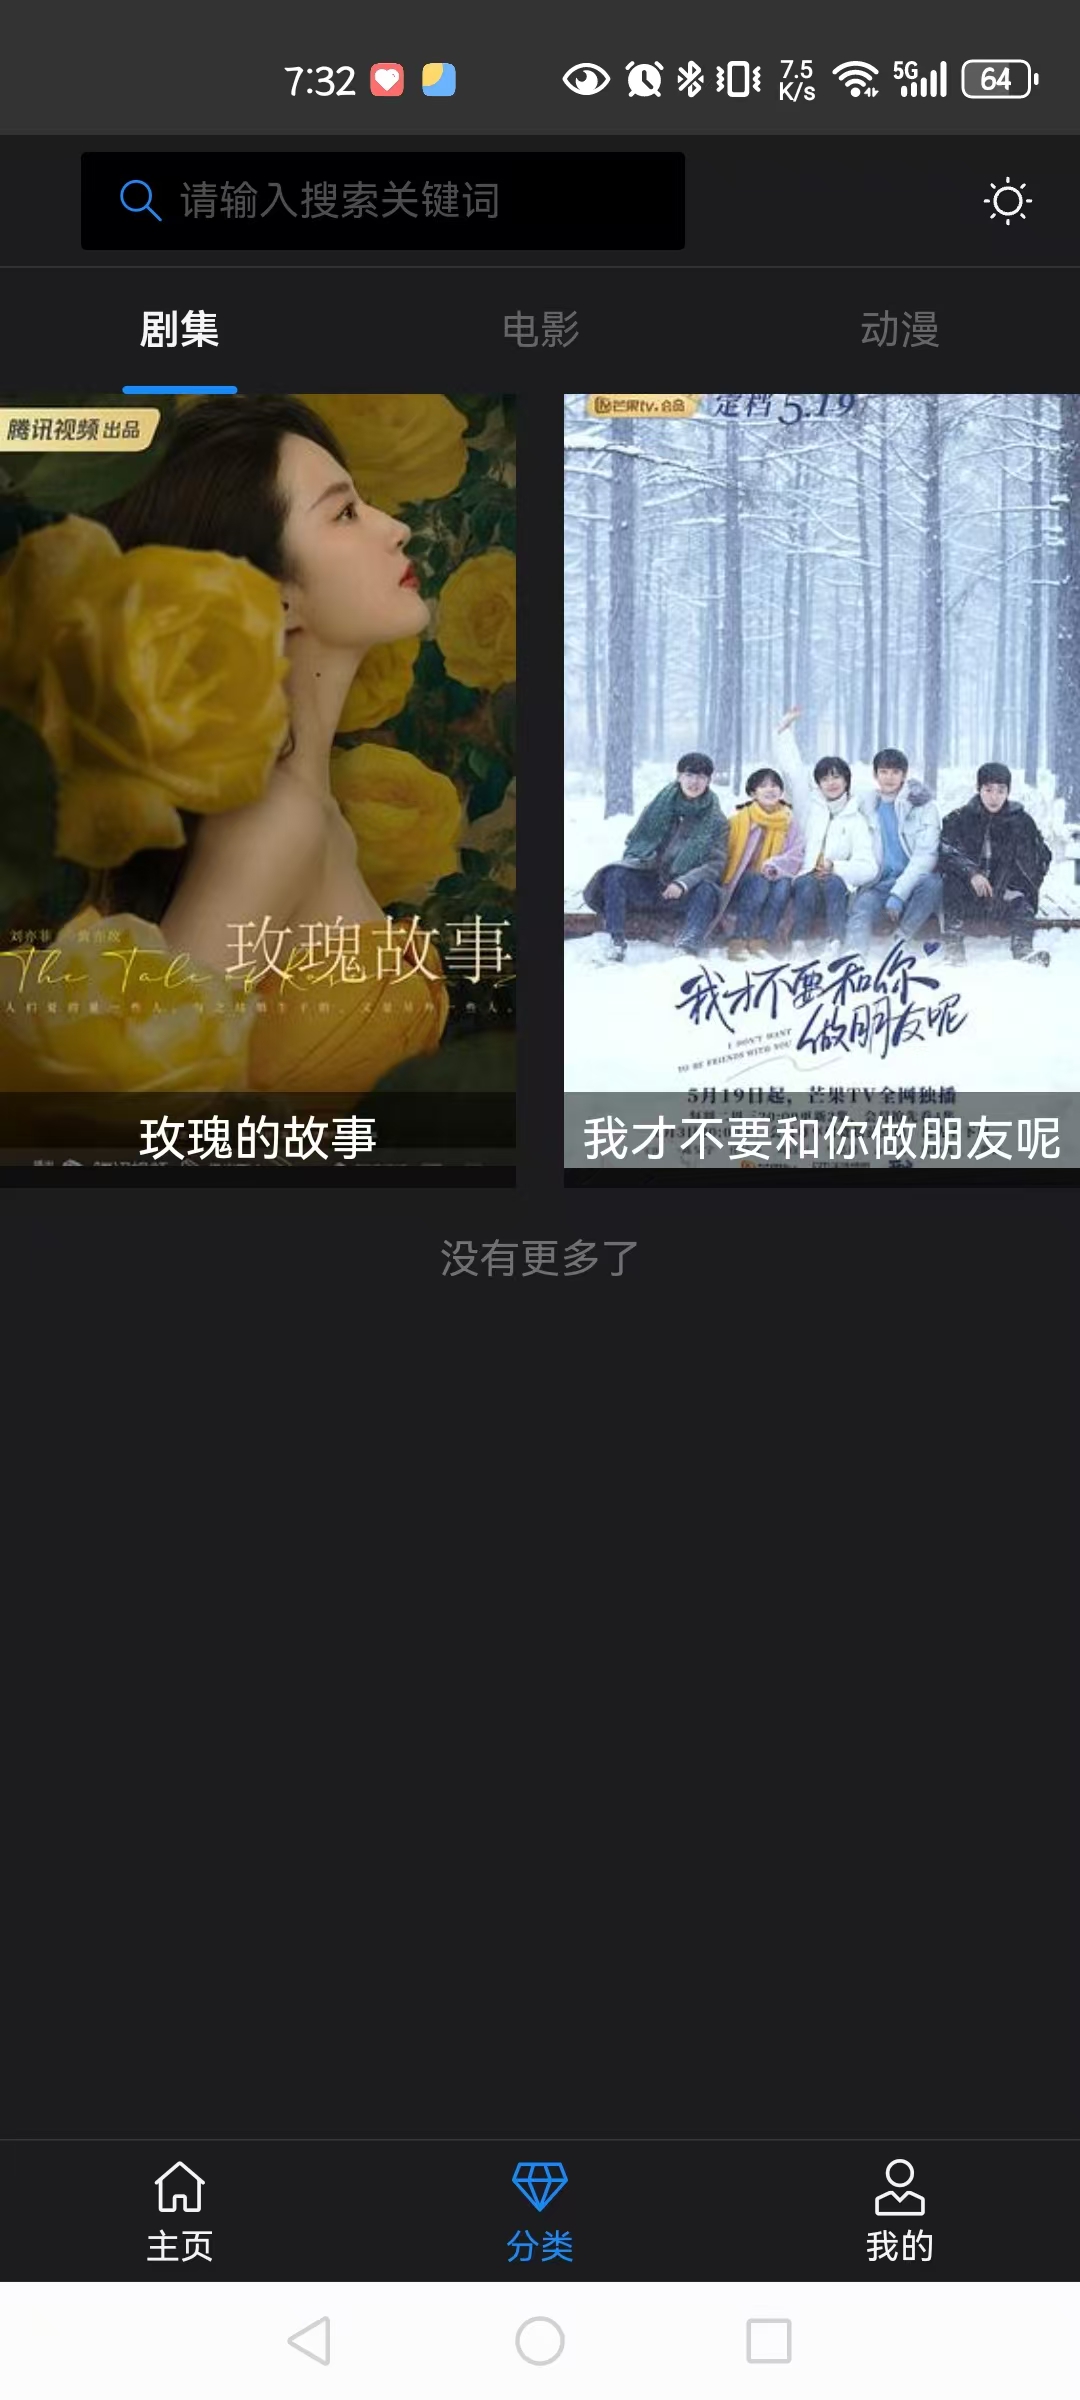 7:32
7.5
K/s
5G
64
请输入搜索关键词
剧集
电影
动漫
腾讯视频 出品
刘亦菲
玫瑰故事
The Tale of Rose
玫瑰的故事
芒果tv·会员
定档 5.19
我才不要和你
做朋友呢
I DON'T WANT
TO BE FRIENDS WITH YOU
5月19日起，芒果TV全网独播
我才不要和你做朋友呢
没有更多了
主页
分类
我的